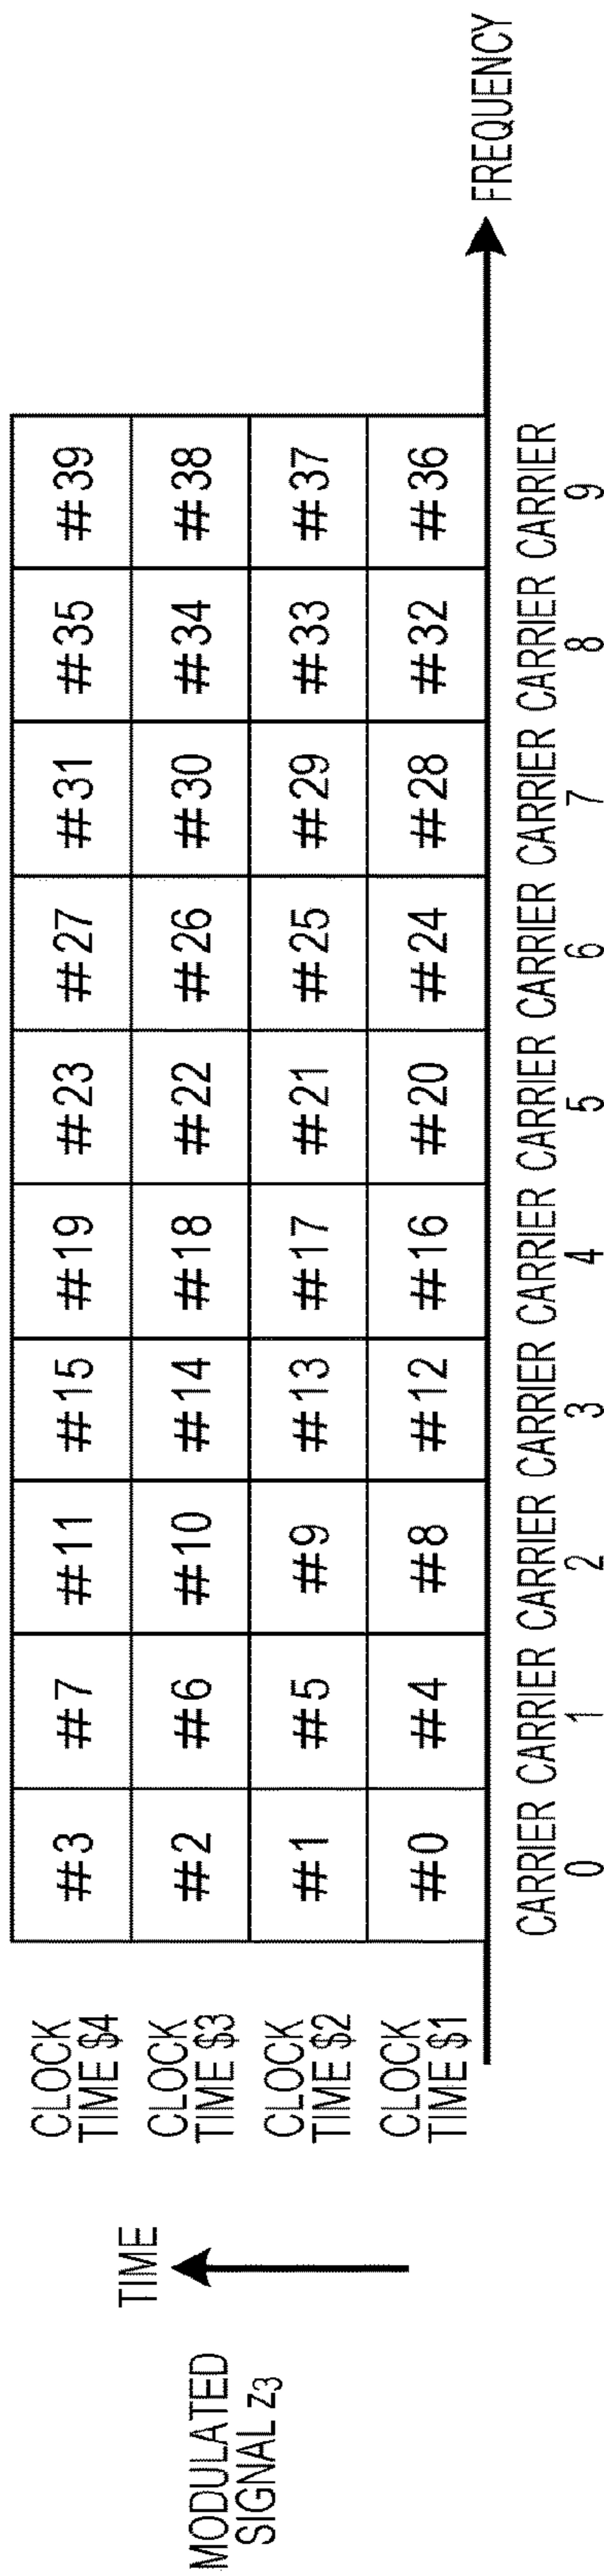 MODULATED
SIGNAL z3
TIME
CLOCK
TIME $4
#3 #7 #11 #15 #19 #23 #27 #31 #35 #39
CLOCK
TIME $3
#2 #6 #10 #14 #18 #22 #26 #30 #34 #38
CLOCK
TIME $2
#1 #5 #9 #13 #17 #21 #25 #29 #33 #37
CLOCK
TIME $1
#0 #4 #8 #12 #16 #20 #24 #28 #32 #36
FREQUENCY
CARRIER CARRIER CARRIER CARRIER CARRIER CARRIER CARRIER CARRIER CARRIER CARRIER
0 1 2 3 4 5 6 7 8 9